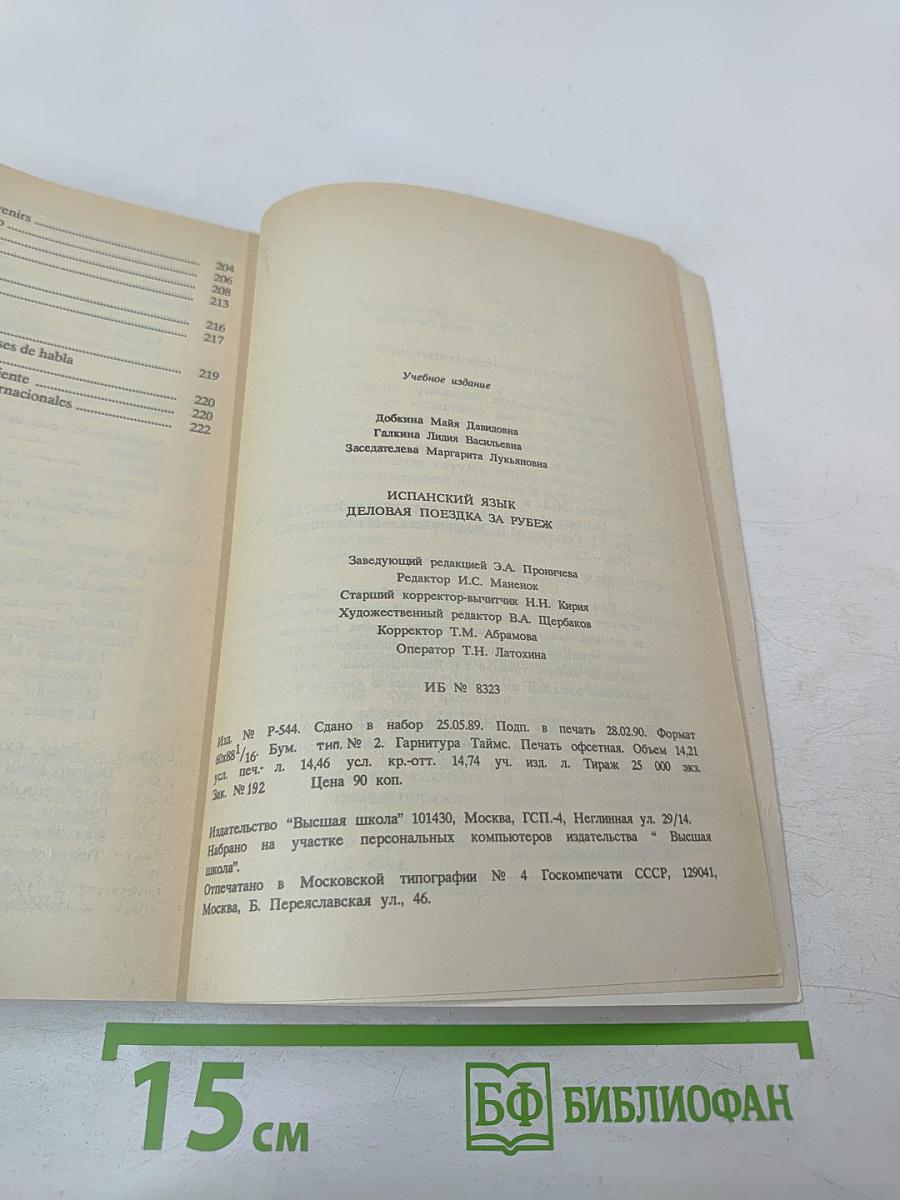 venirs
204
206
208
213
216
217
ses de habla
219
iente 220
rnacionales 220
222
Учебное издание
Добкина Майя Давидовна
Галкина Лидия Васильевна
Заседателева Маргарита Лукьяновна
ИСПАНСКИЙ ЯЗЫК
ДЕЛОВАЯ ПОЕЗДКА ЗА РУБЕЖ
Заведующий редакцией Э.А. Проничева
Редактор И.С. Маненок
Старший корректор-вычитчик Н.Н. Кирия
Художественный редактор В.А. Щербаков
Корректор Т.М. Абрамова
Оператор Т.Н. Латохина
ИБ № 8323
Изд. № Р-544. Сдано в набор 25.05.89. Подп. в печать 28.02.90. Формат
60х88 1/16. Бум. тип. № 2. Гарнитура Таймс. Печать офсетная. Объем 14,21
усл. печ. л. 14,46 усл. кр.-отт. 14,74 уч. изд. л. Тираж 25 000 экз.
Зак. № 192 Цена 90 коп.
Издательство "Высшая школа" 101430, Москва, ГСП.-4, Неглинная ул. 29/14.
Набрано на участке персональных компьютеров издательства " Высшая
школа".
Отпечатано в Московской типографии № 4 Госкомпечати СССР, 129041,
Москва, Б. Переяславская ул., 46.
15 см
БФ БИБЛИОФАН